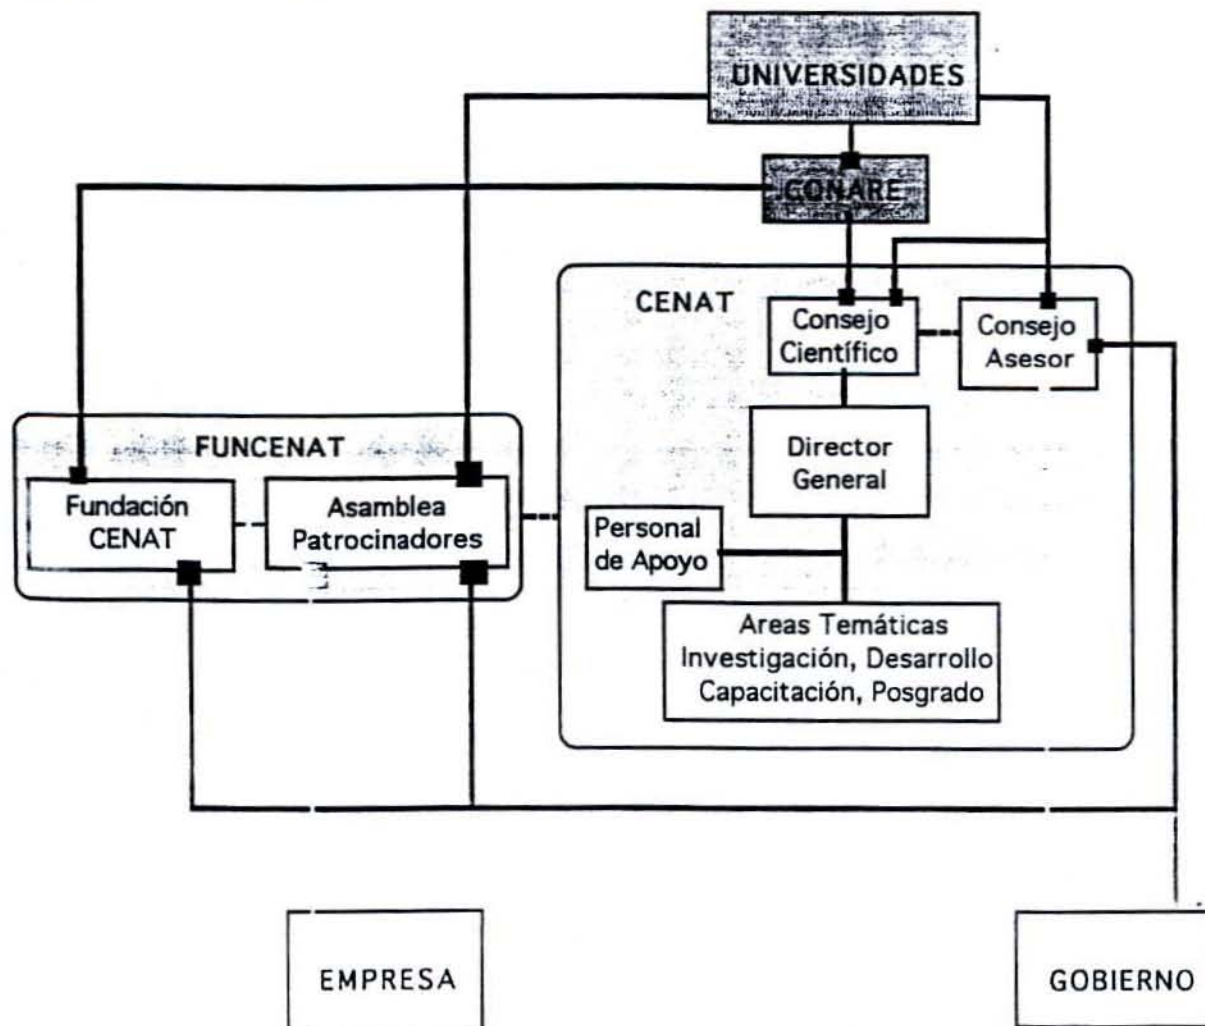 UNIVERSIDADES
CONARE
CENAT
Consejo
Científico
Consejo
Asesor
Director
General
FUNCENAT
Fundación
CENAT
Asamblea
Patrocinadores
Personal
de Apoyo
Areas Temáticas
Investigación, Desarrollo
Capacitación, Posgrado
EMPRESA
GOBIERNO